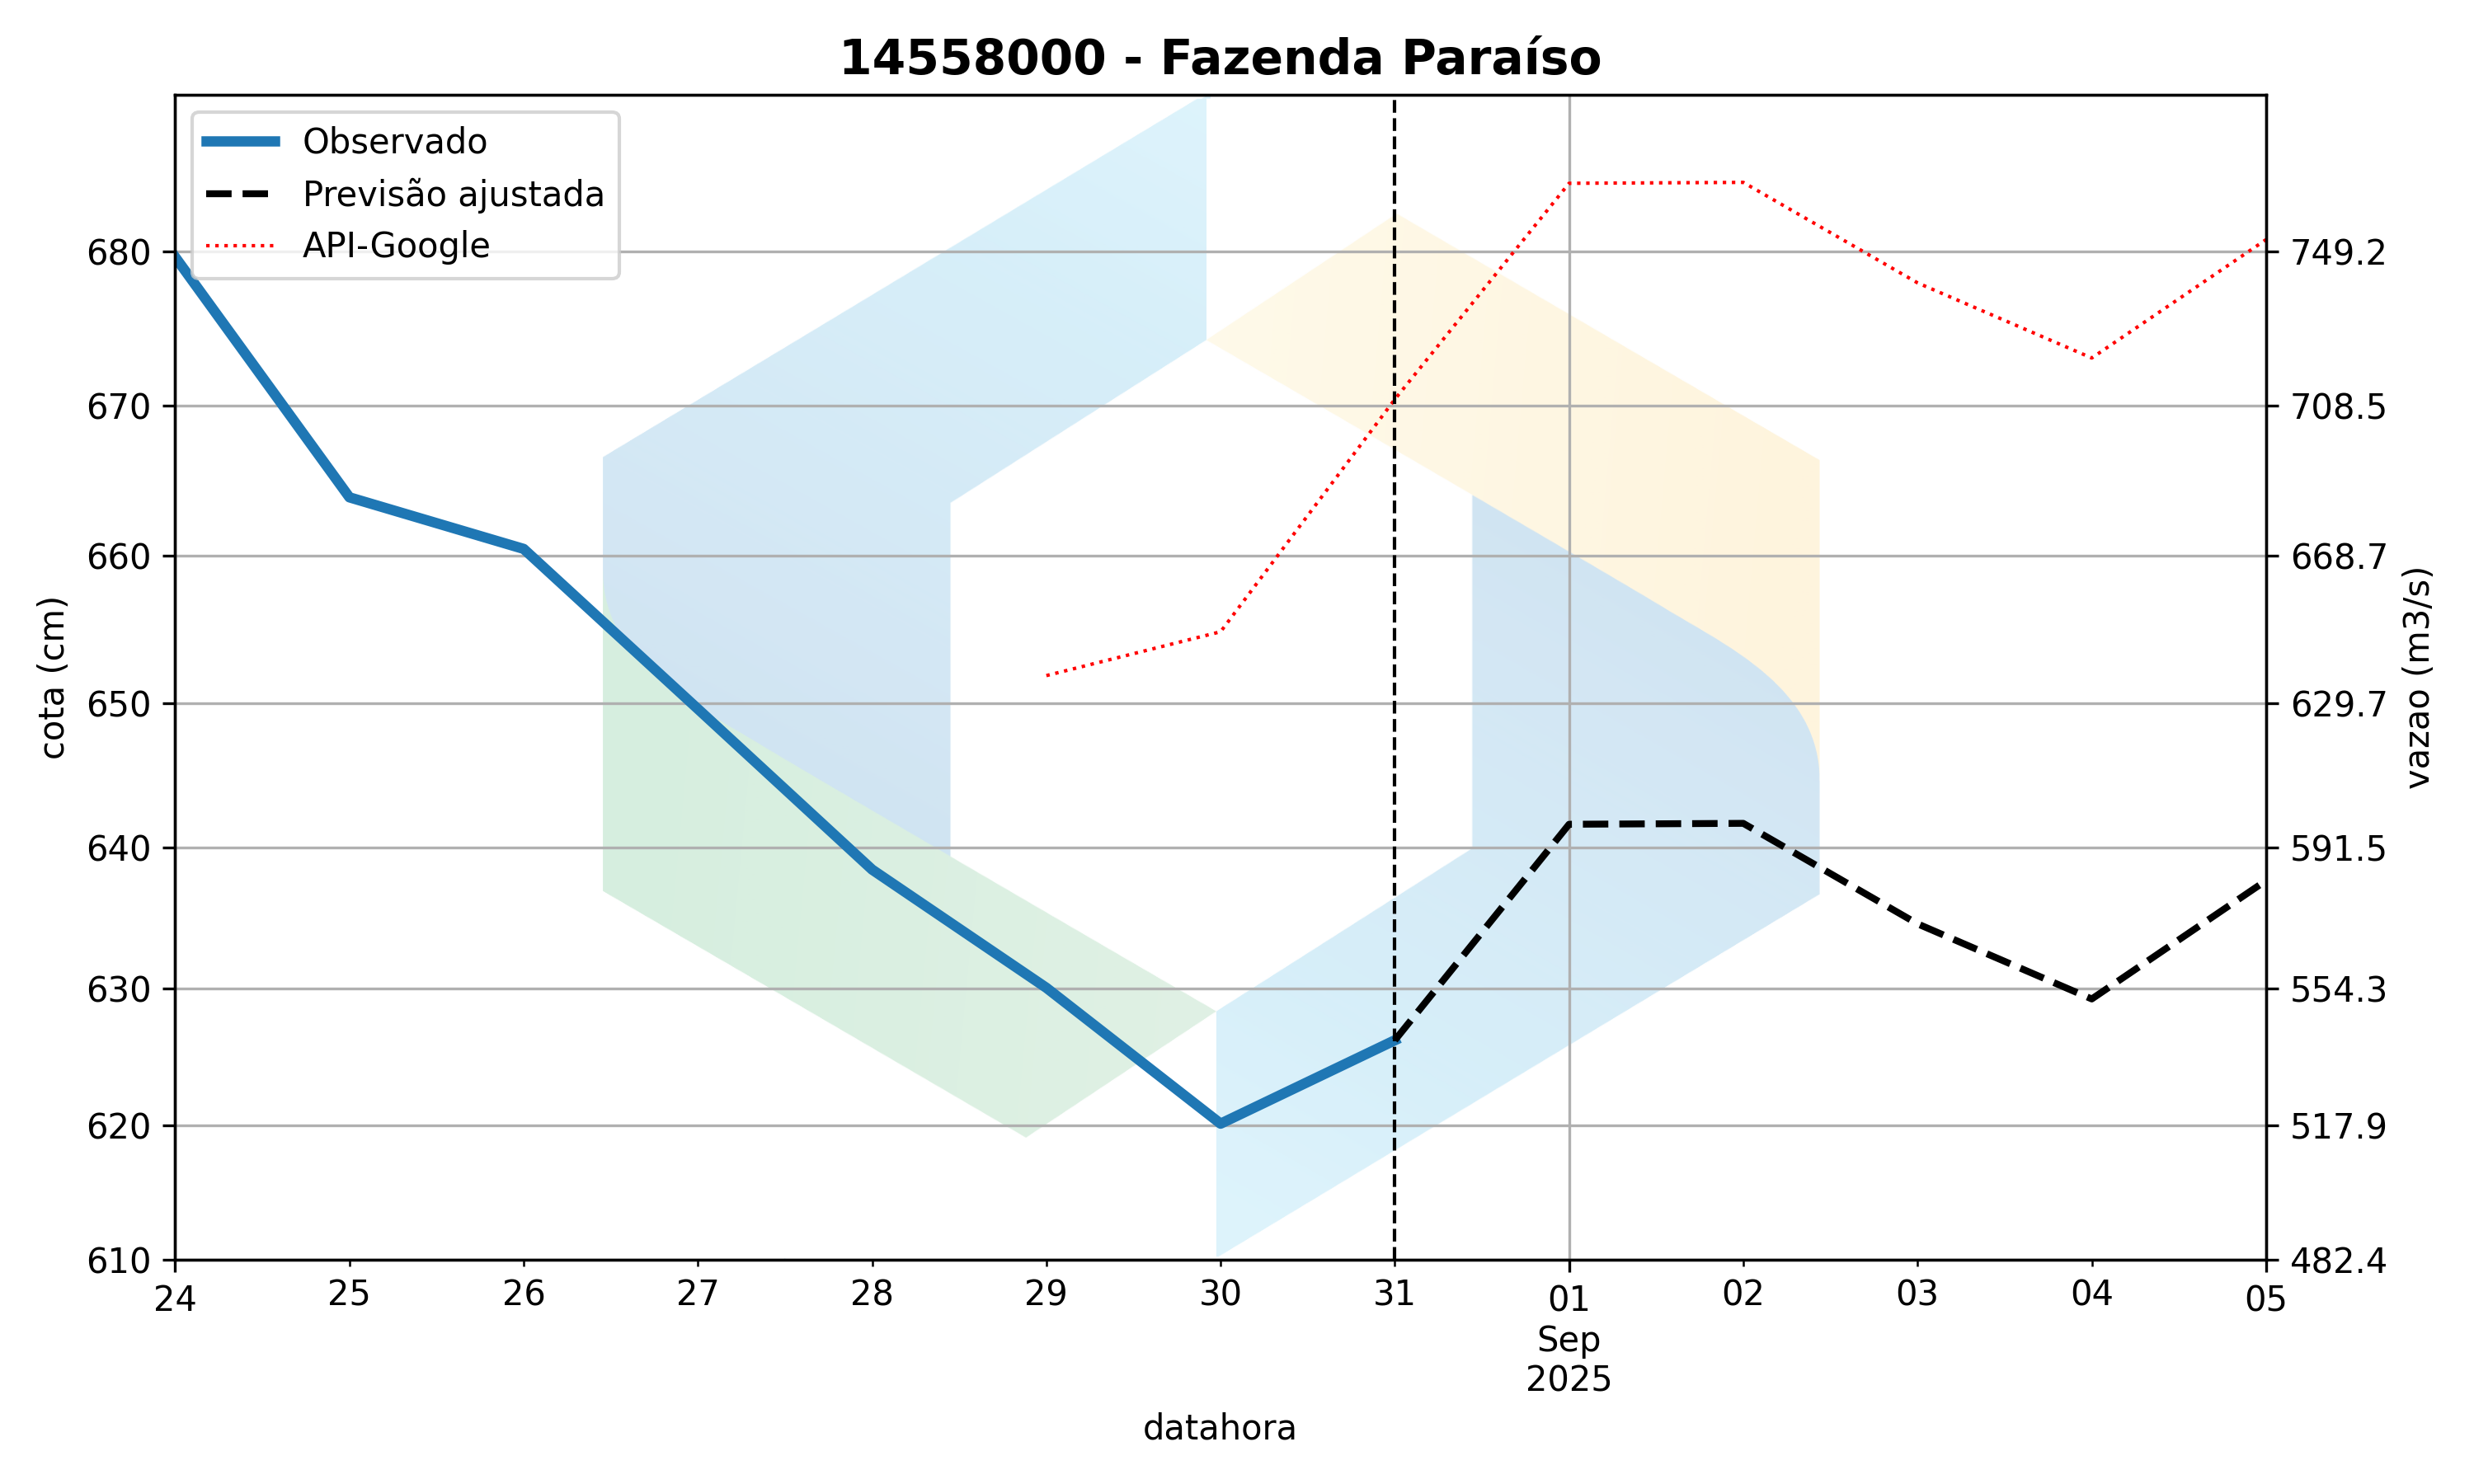 14558000 - Fazenda Paraíso
Observado
Previsão ajustada
API-Google
680
670
660
650
640
630
620
610
cota (cm)
749.2
708.5
668.7
629.7
591.5
554.3
517.9
482.4
vazao (m3/s)
24 25 26 27 28 29 30 31 01 02 03 04 05
Sep
2025
datahora